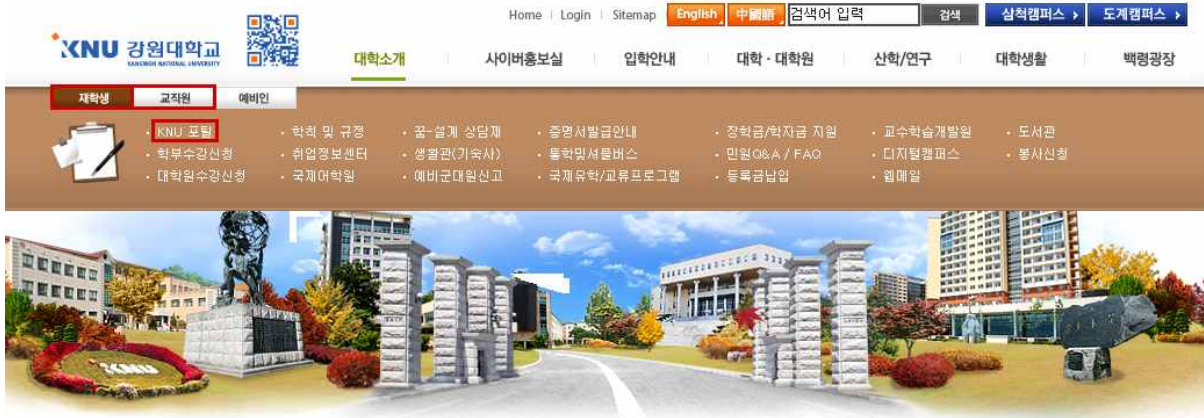 Home Login Sitemap English 中國語 검색어 입력 검색 삼척캠퍼스 › 도계캠퍼스 ›
KNU 강원대학교
KANGWON NATIONAL UNIVERSITY
대학소개 사이버홍보실 입학안내 대학 · 대학원 산학/연구 대학생활 백령광장
재학생 교직원 예비인
· KNU 포털 · 학칙 및 규정 · 꿈-설계 상담제 · 증명서발급안내 · 장학금/학자금 지원 · 교수학습개발원 · 도서관
· 학부수강신청 · 취업정보센터 · 생활관(기숙사) · 통학및셔틀버스 · 민원Q&A / FAQ · 디지털캠퍼스 · 봉사신청
· 대학원수강신청 · 국제어학원 · 예비군대원신고 · 국제유학/교류프로그램 · 등록금납입 · 웹메일
KNU